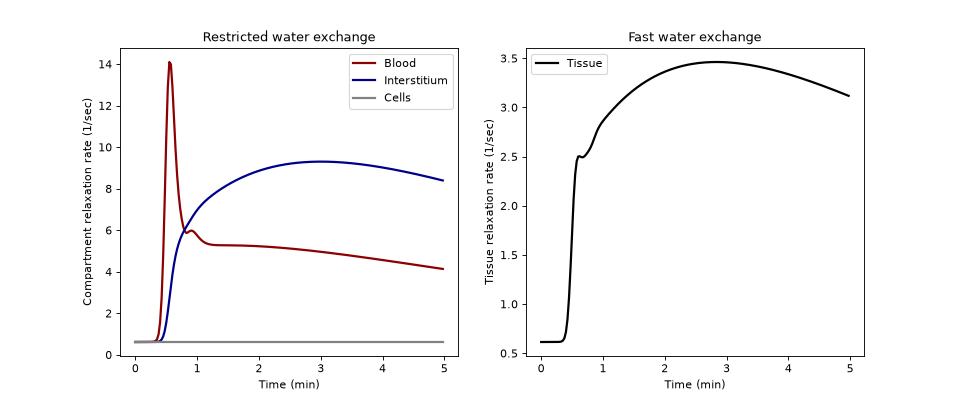 Restricted water exchange
Compartment relaxation rate (1/sec)
14
12
10
8
6
4
2
0
Blood
Interstitium
Cells
0 1 2 3 4 5
Time (min)
Fast water exchange
Tissue relaxation rate (1/sec)
3.5
3.0
2.5
2.0
1.5
1.0
0.5
Tissue
0 1 2 3 4 5
Time (min)